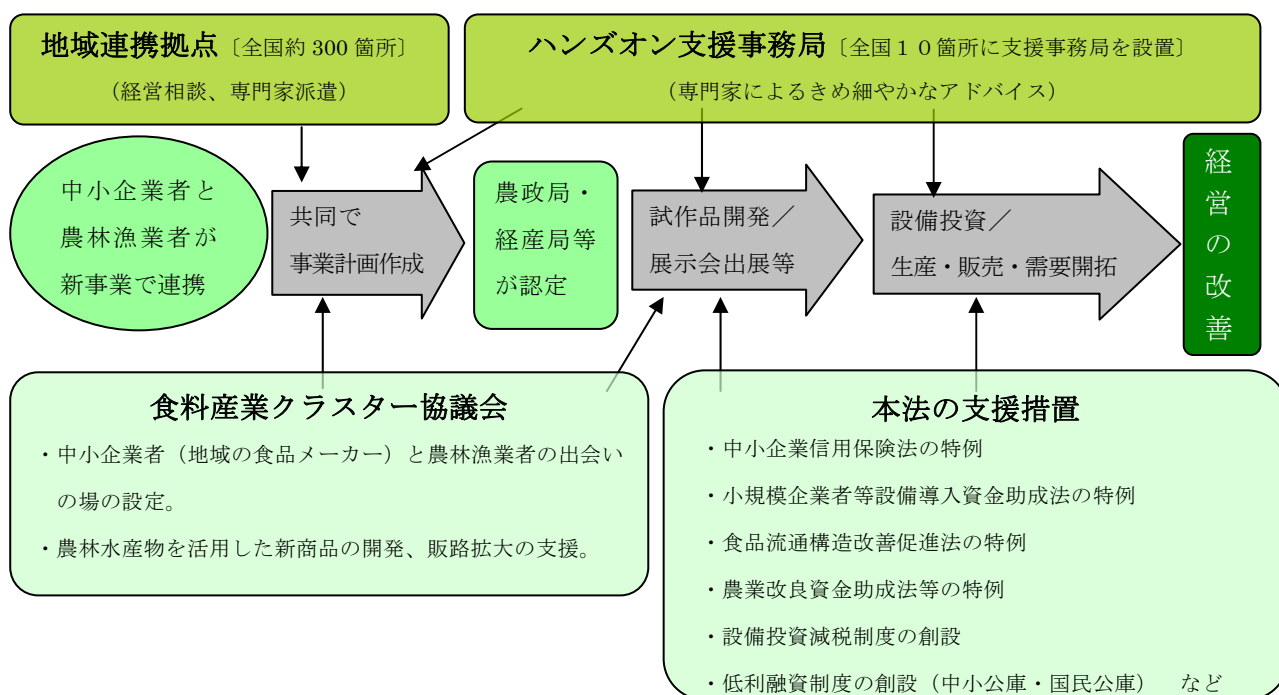 地域連携拠点〔全国約 300 箇所〕
（経営相談、専門家派遣）
ハンズオン支援事務局〔全国１０箇所に支援事務局を設置〕
（専門家によるきめ細やかなアドバイス）
中小企業者と
農林漁業者が
新事業で連携
共同で
事業計画作成
農政局・
経産局等
が認定
試作品開発／
展示会出展等
設備投資／
生産・販売・需要開拓
経営の改善
食料産業クラスター協議会
・中小企業者（地域の食品メーカー）と農林漁業者の出会い
の場の設定。
・農林水産物を活用した新商品の開発、販路拡大の支援。
本法の支援措置
・中小企業信用保険法の特例
・小規模企業者等設備導入資金助成法の特例
・食品流通構造改善促進法の特例
・農業改良資金助成法等の特例
・設備投資減税制度の創設
・低利融資制度の創設（中小公庫・国民公庫）　など